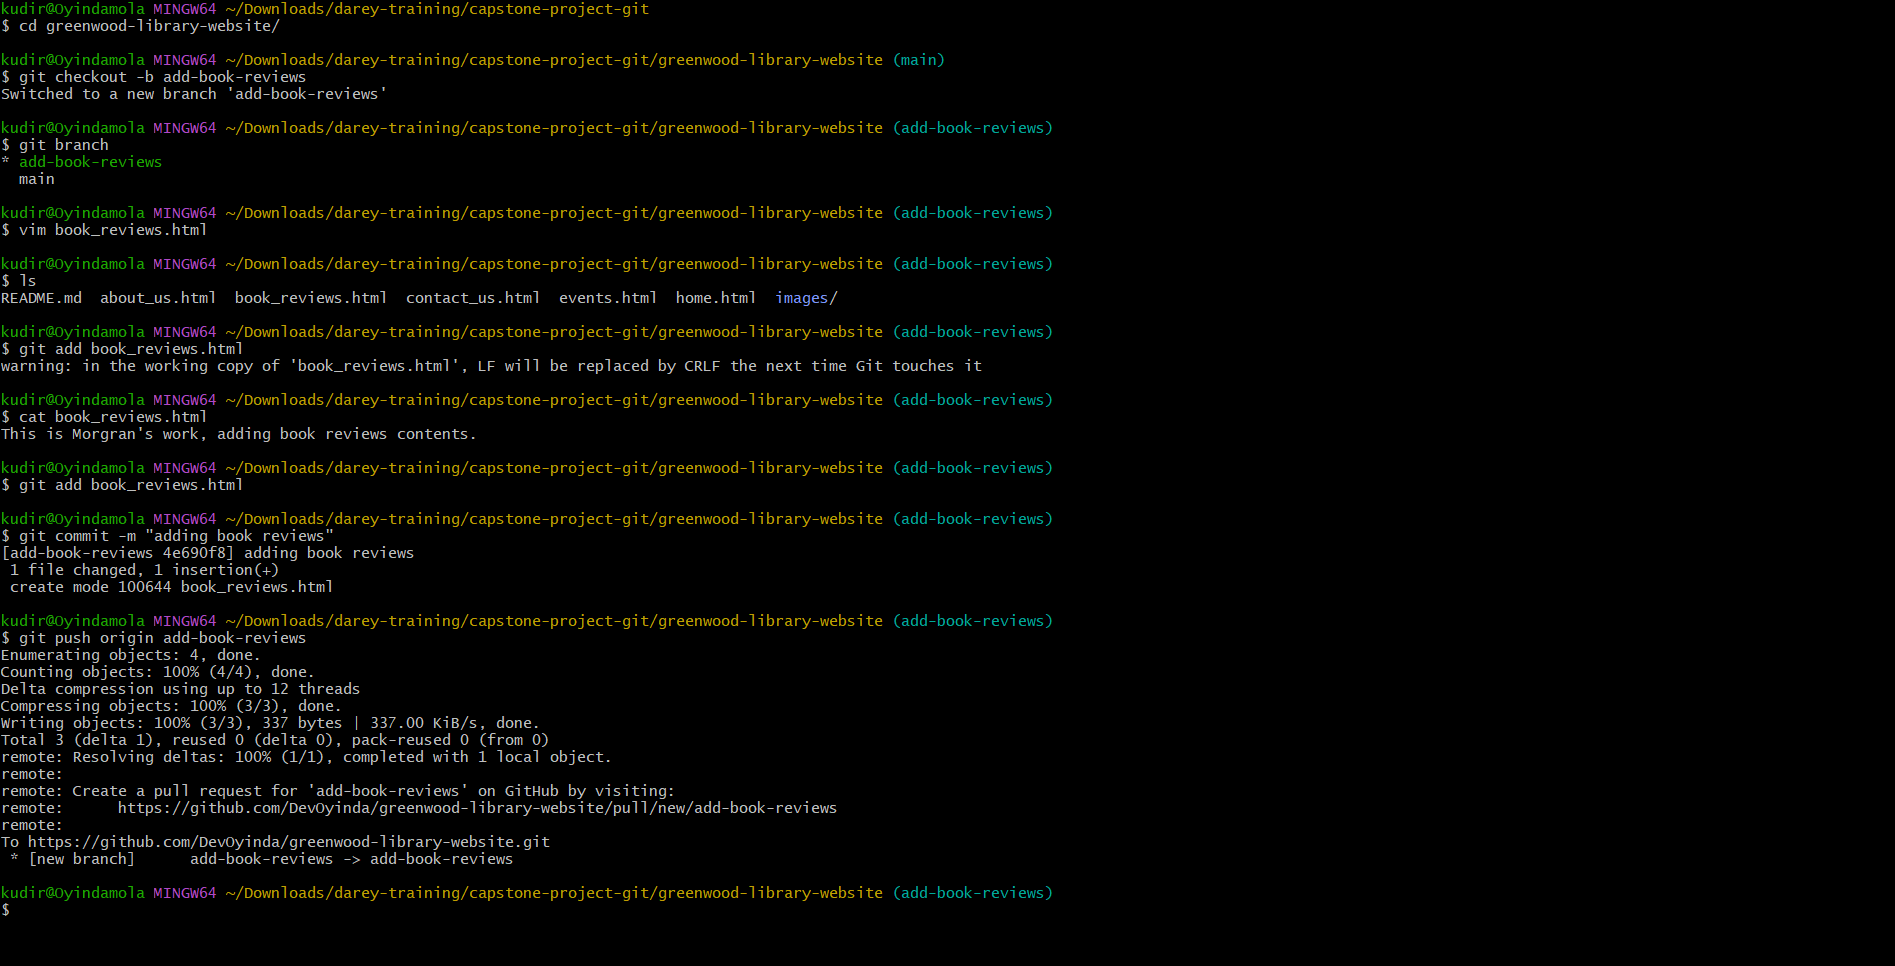 kudir@Oyindamola MINGW64 ~/Downloads/darey-training/capstone-project-git
$ cd greenwood-library-website/
kudir@Oyindamola MINGW64 ~/Downloads/darey-training/capstone-project-git/greenwood-library-website (main)
$ git checkout -b add-book-reviews
Switched to a new branch 'add-book-reviews'
kudir@Oyindamola MINGW64 ~/Downloads/darey-training/capstone-project-git/greenwood-library-website (add-book-reviews)
$ git branch
* add-book-reviews
  main
kudir@Oyindamola MINGW64 ~/Downloads/darey-training/capstone-project-git/greenwood-library-website (add-book-reviews)
$ vim book_reviews.html
kudir@Oyindamola MINGW64 ~/Downloads/darey-training/capstone-project-git/greenwood-library-website (add-book-reviews)
$ ls
README.md  about_us.html  book_reviews.html  contact_us.html  events.html  home.html  images/
kudir@Oyindamola MINGW64 ~/Downloads/darey-training/capstone-project-git/greenwood-library-website (add-book-reviews)
$ git add book_reviews.html
warning: in the working copy of 'book_reviews.html', LF will be replaced by CRLF the next time Git touches it
kudir@Oyindamola MINGW64 ~/Downloads/darey-training/capstone-project-git/greenwood-library-website (add-book-reviews)
$ cat book_reviews.html
This is Morgran's work, adding book reviews contents.
kudir@Oyindamola MINGW64 ~/Downloads/darey-training/capstone-project-git/greenwood-library-website (add-book-reviews)
$ git add book_reviews.html
kudir@Oyindamola MINGW64 ~/Downloads/darey-training/capstone-project-git/greenwood-library-website (add-book-reviews)
$ git commit -m "adding book reviews"
[add-book-reviews 4e690f8] adding book reviews
 1 file changed, 1 insertion(+)
 create mode 100644 book_reviews.html
kudir@Oyindamola MINGW64 ~/Downloads/darey-training/capstone-project-git/greenwood-library-website (add-book-reviews)
$ git push origin add-book-reviews
Enumerating objects: 4, done.
Counting objects: 100% (4/4), done.
Delta compression using up to 12 threads
Compressing objects: 100% (3/3), done.
Writing objects: 100% (3/3), 337 bytes | 337.00 KiB/s, done.
Total 3 (delta 1), reused 0 (delta 0), pack-reused 0 (from 0)
remote: Resolving deltas: 100% (1/1), completed with 1 local object.
remote:
remote: Create a pull request for 'add-book-reviews' on GitHub by visiting:
remote:      https://github.com/DevOyinda/greenwood-library-website/pull/new/add-book-reviews
remote:
To https://github.com/DevOyinda/greenwood-library-website.git
 * [new branch]      add-book-reviews -> add-book-reviews
kudir@Oyindamola MINGW64 ~/Downloads/darey-training/capstone-project-git/greenwood-library-website (add-book-reviews)
$